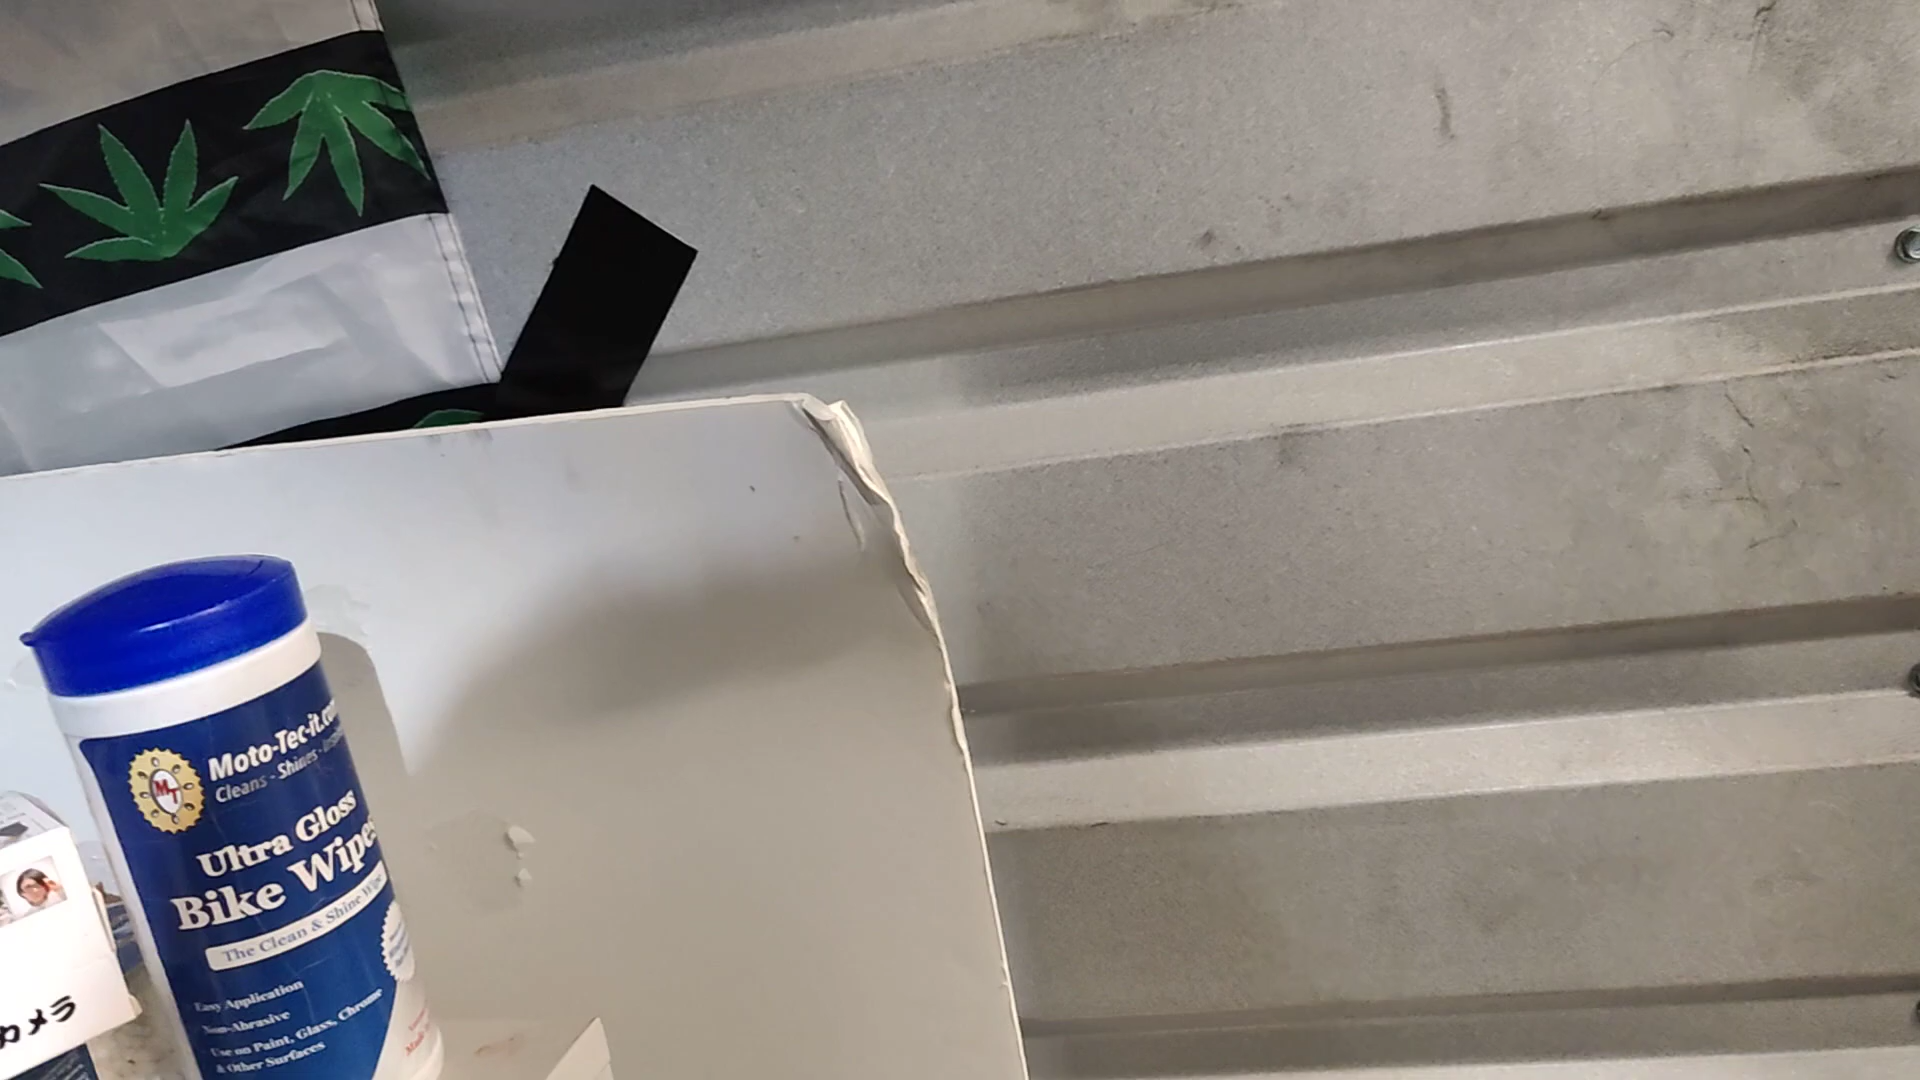 Moto-Tec-it.com
Cleans - Shines -
MT
Ultra Gloss
Bike Wipes
The Clean & Shine Wipe
Easy Application
Non-Abrasive
Use on Paint, Glass, Chrome
& Other Surfaces
カメラ